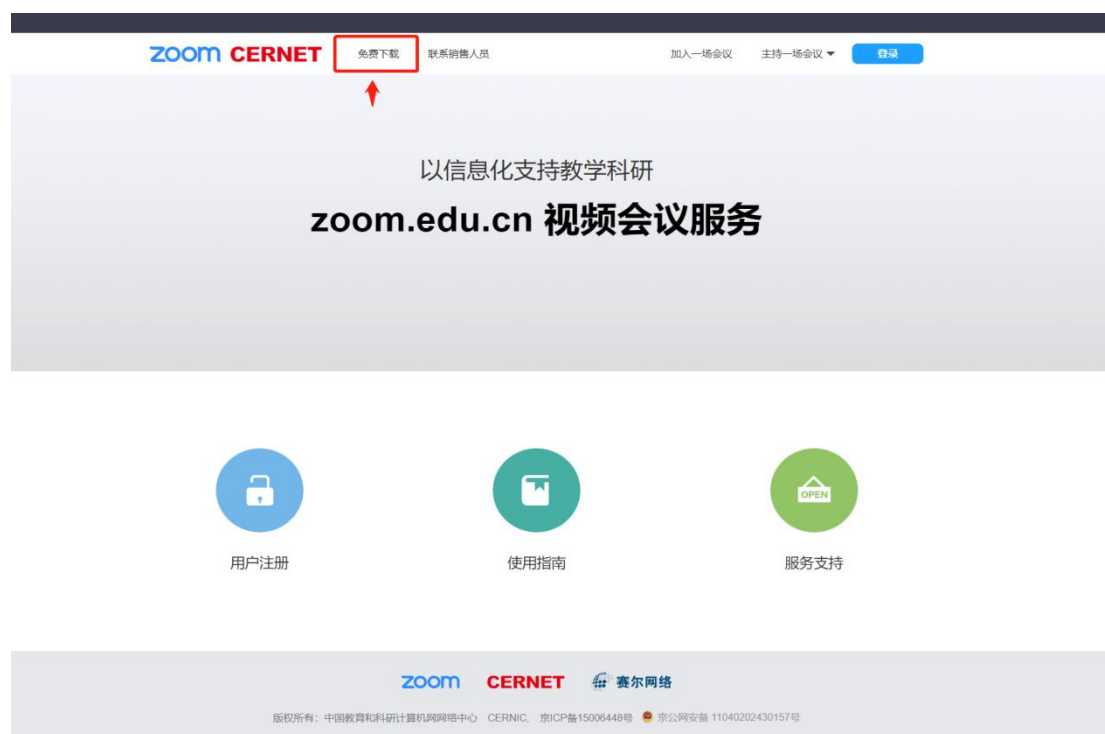 zoom CERNET 免费下载 联系销售人员 加入一场会议 主持一场会议 登录
以信息化支持教学科研
zoom.edu.cn 视频会议服务
OPEN
用户注册 使用指南 服务支持
zoom CERNET 赛尔网络
版权所有：中国教育和科研计算机网网络中心 CERNIC, 京ICP备15006448号 京公网安备 11040202430157号